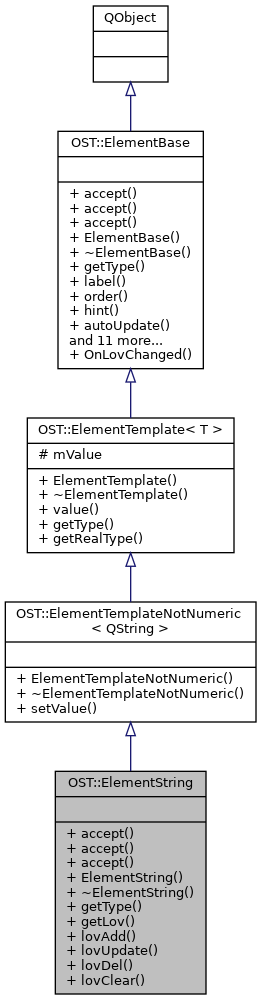 QObject
OST::ElementBase
+ accept()
+ accept()
+ accept()
+ ElementBase()
+ ~ElementBase()
+ getType()
+ label()
+ order()
+ hint()
+ autoUpdate()
and 11 more...
+ OnLovChanged()
OST::ElementTemplate< T >
# mValue
+ ElementTemplate()
+ ~ElementTemplate()
+ value()
+ getType()
+ getRealType()
OST::ElementTemplateNotNumeric
< QString >
+ ElementTemplateNotNumeric()
+ ~ElementTemplateNotNumeric()
+ setValue()
OST::ElementString
+ accept()
+ accept()
+ accept()
+ ElementString()
+ ~ElementString()
+ getType()
+ getLov()
+ lovAdd()
+ lovUpdate()
+ lovDel()
+ lovClear()